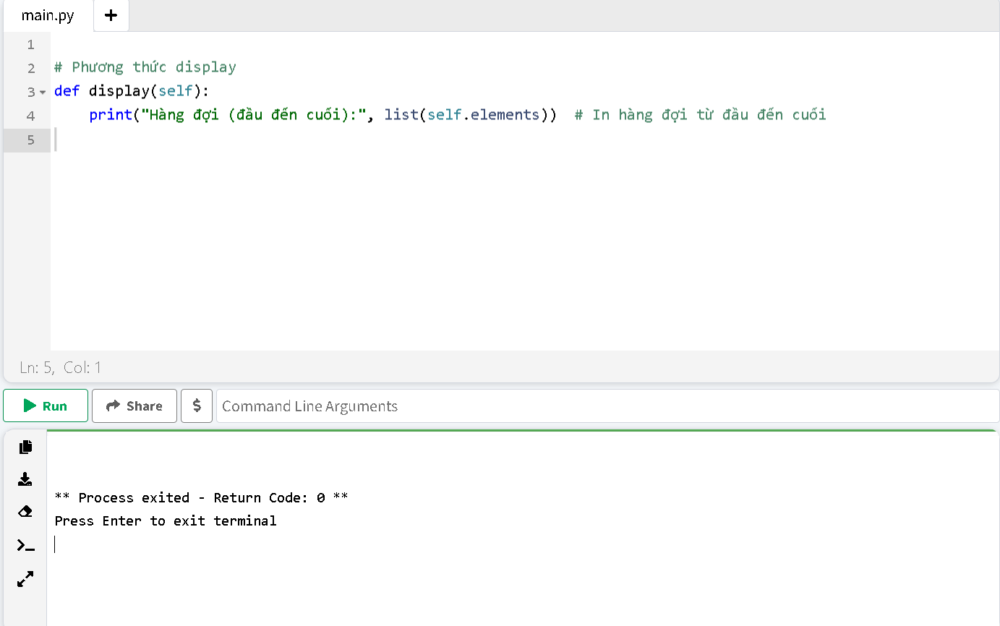 main.py
1
2 # Phương thức display
3 def display(self):
4 print("Hàng đợi (đầu đến cuối):", list(self.elements)) # In hàng đợi từ đầu đến cuối
5
Ln: 5, Col: 1
Run Share $ Command Line Arguments
** Process exited - Return Code: 0 **
Press Enter to exit terminal